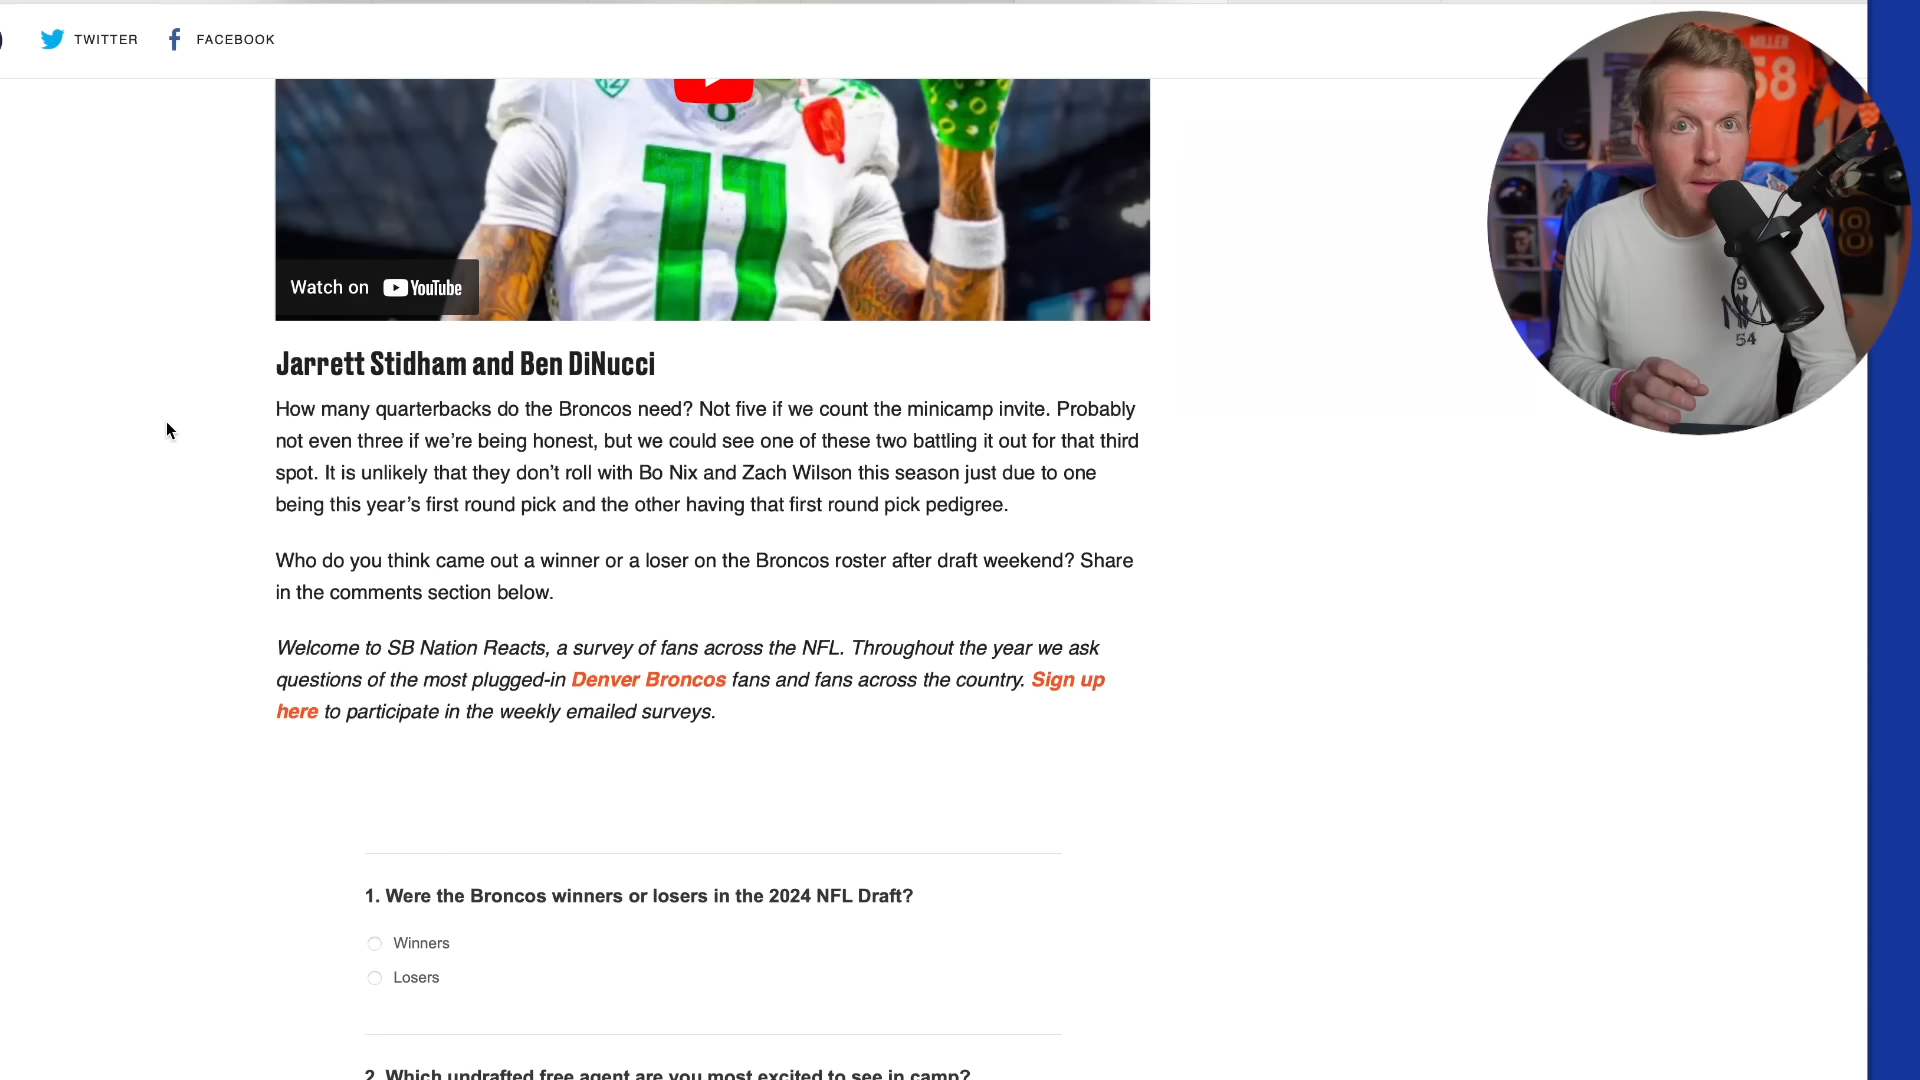 TWITTER FACEBOOK
MILLER
58
12
11
Watch on YouTube
8
9
NM
54
Jarrett Stidham and Ben DiNucci
How many quarterbacks do the Broncos need? Not five if we count the minicamp invite. Probably
not even three if we’re being honest, but we could see one of these two battling it out for that third
spot. It is unlikely that they don’t roll with Bo Nix and Zach Wilson this season just due to one
being this year’s first round pick and the other having that first round pick pedigree.
Who do you think came out a winner or a loser on the Broncos roster after draft weekend? Share
in the comments section below.
Welcome to SB Nation Reacts, a survey of fans across the NFL. Throughout the year we ask
questions of the most plugged-in Denver Broncos fans and fans across the country. Sign up
here to participate in the weekly emailed surveys.
1. Were the Broncos winners or losers in the 2024 NFL Draft?
Winners
Losers
2. Which undrafted free agent are you most excited to see in camp?